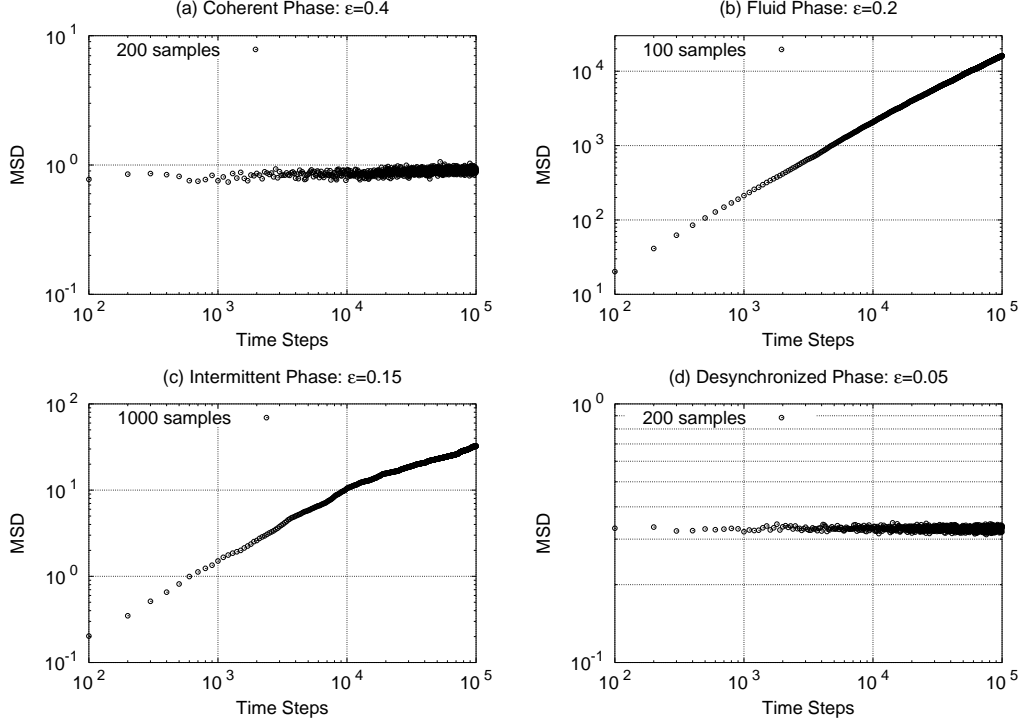 (a) Coherent Phase: ε=0.4
200 samples
MSD
10^1
10^0
10^-1
10^2 10^3 10^4 10^5
Time Steps
(b) Fluid Phase: ε=0.2
100 samples
MSD
10^4
10^3
10^2
10^1
10^2 10^3 10^4 10^5
Time Steps
(c) Intermittent Phase: ε=0.15
1000 samples
MSD
10^2
10^1
10^0
10^-1
10^2 10^3 10^4 10^5
Time Steps
(d) Desynchronized Phase: ε=0.05
200 samples
MSD
10^0
10^-1
10^2 10^3 10^4 10^5
Time Steps